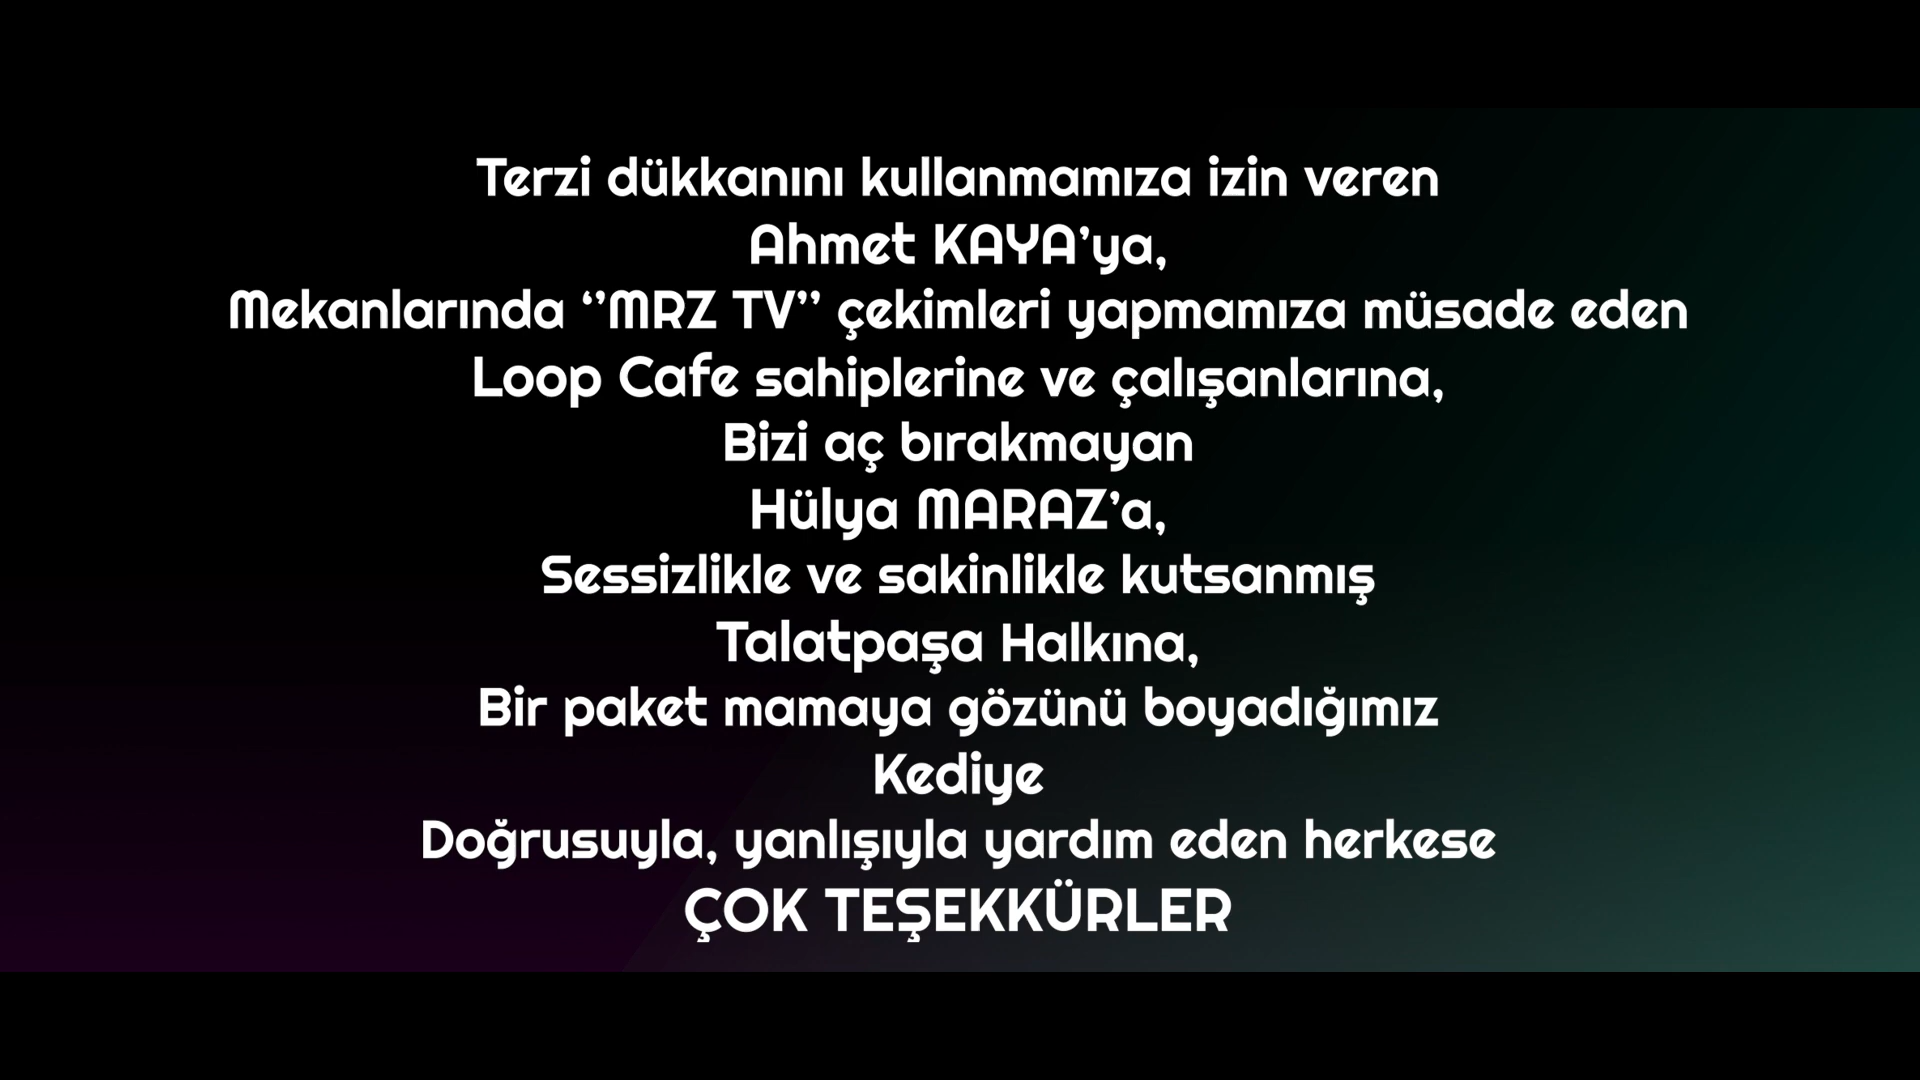 Terzi dükkanını kullanmamıza izin veren
Ahmet KAYA’ya,
Mekanlarında ‘’MRZ TV’’ çekimleri yapmamıza müsade eden
Loop Cafe sahiplerine ve çalışanlarına,
Bizi aç bırakmayan
Hülya MARAZ’a,
Sessizlikle ve sakinlikle kutsanmış
Talatpaşa Halkına,
Bir paket mamaya gözünü boyadığımız
Kediye
Doğrusuyla, yanlışıyla yardım eden herkese
ÇOK TEŞEKKÜRLER